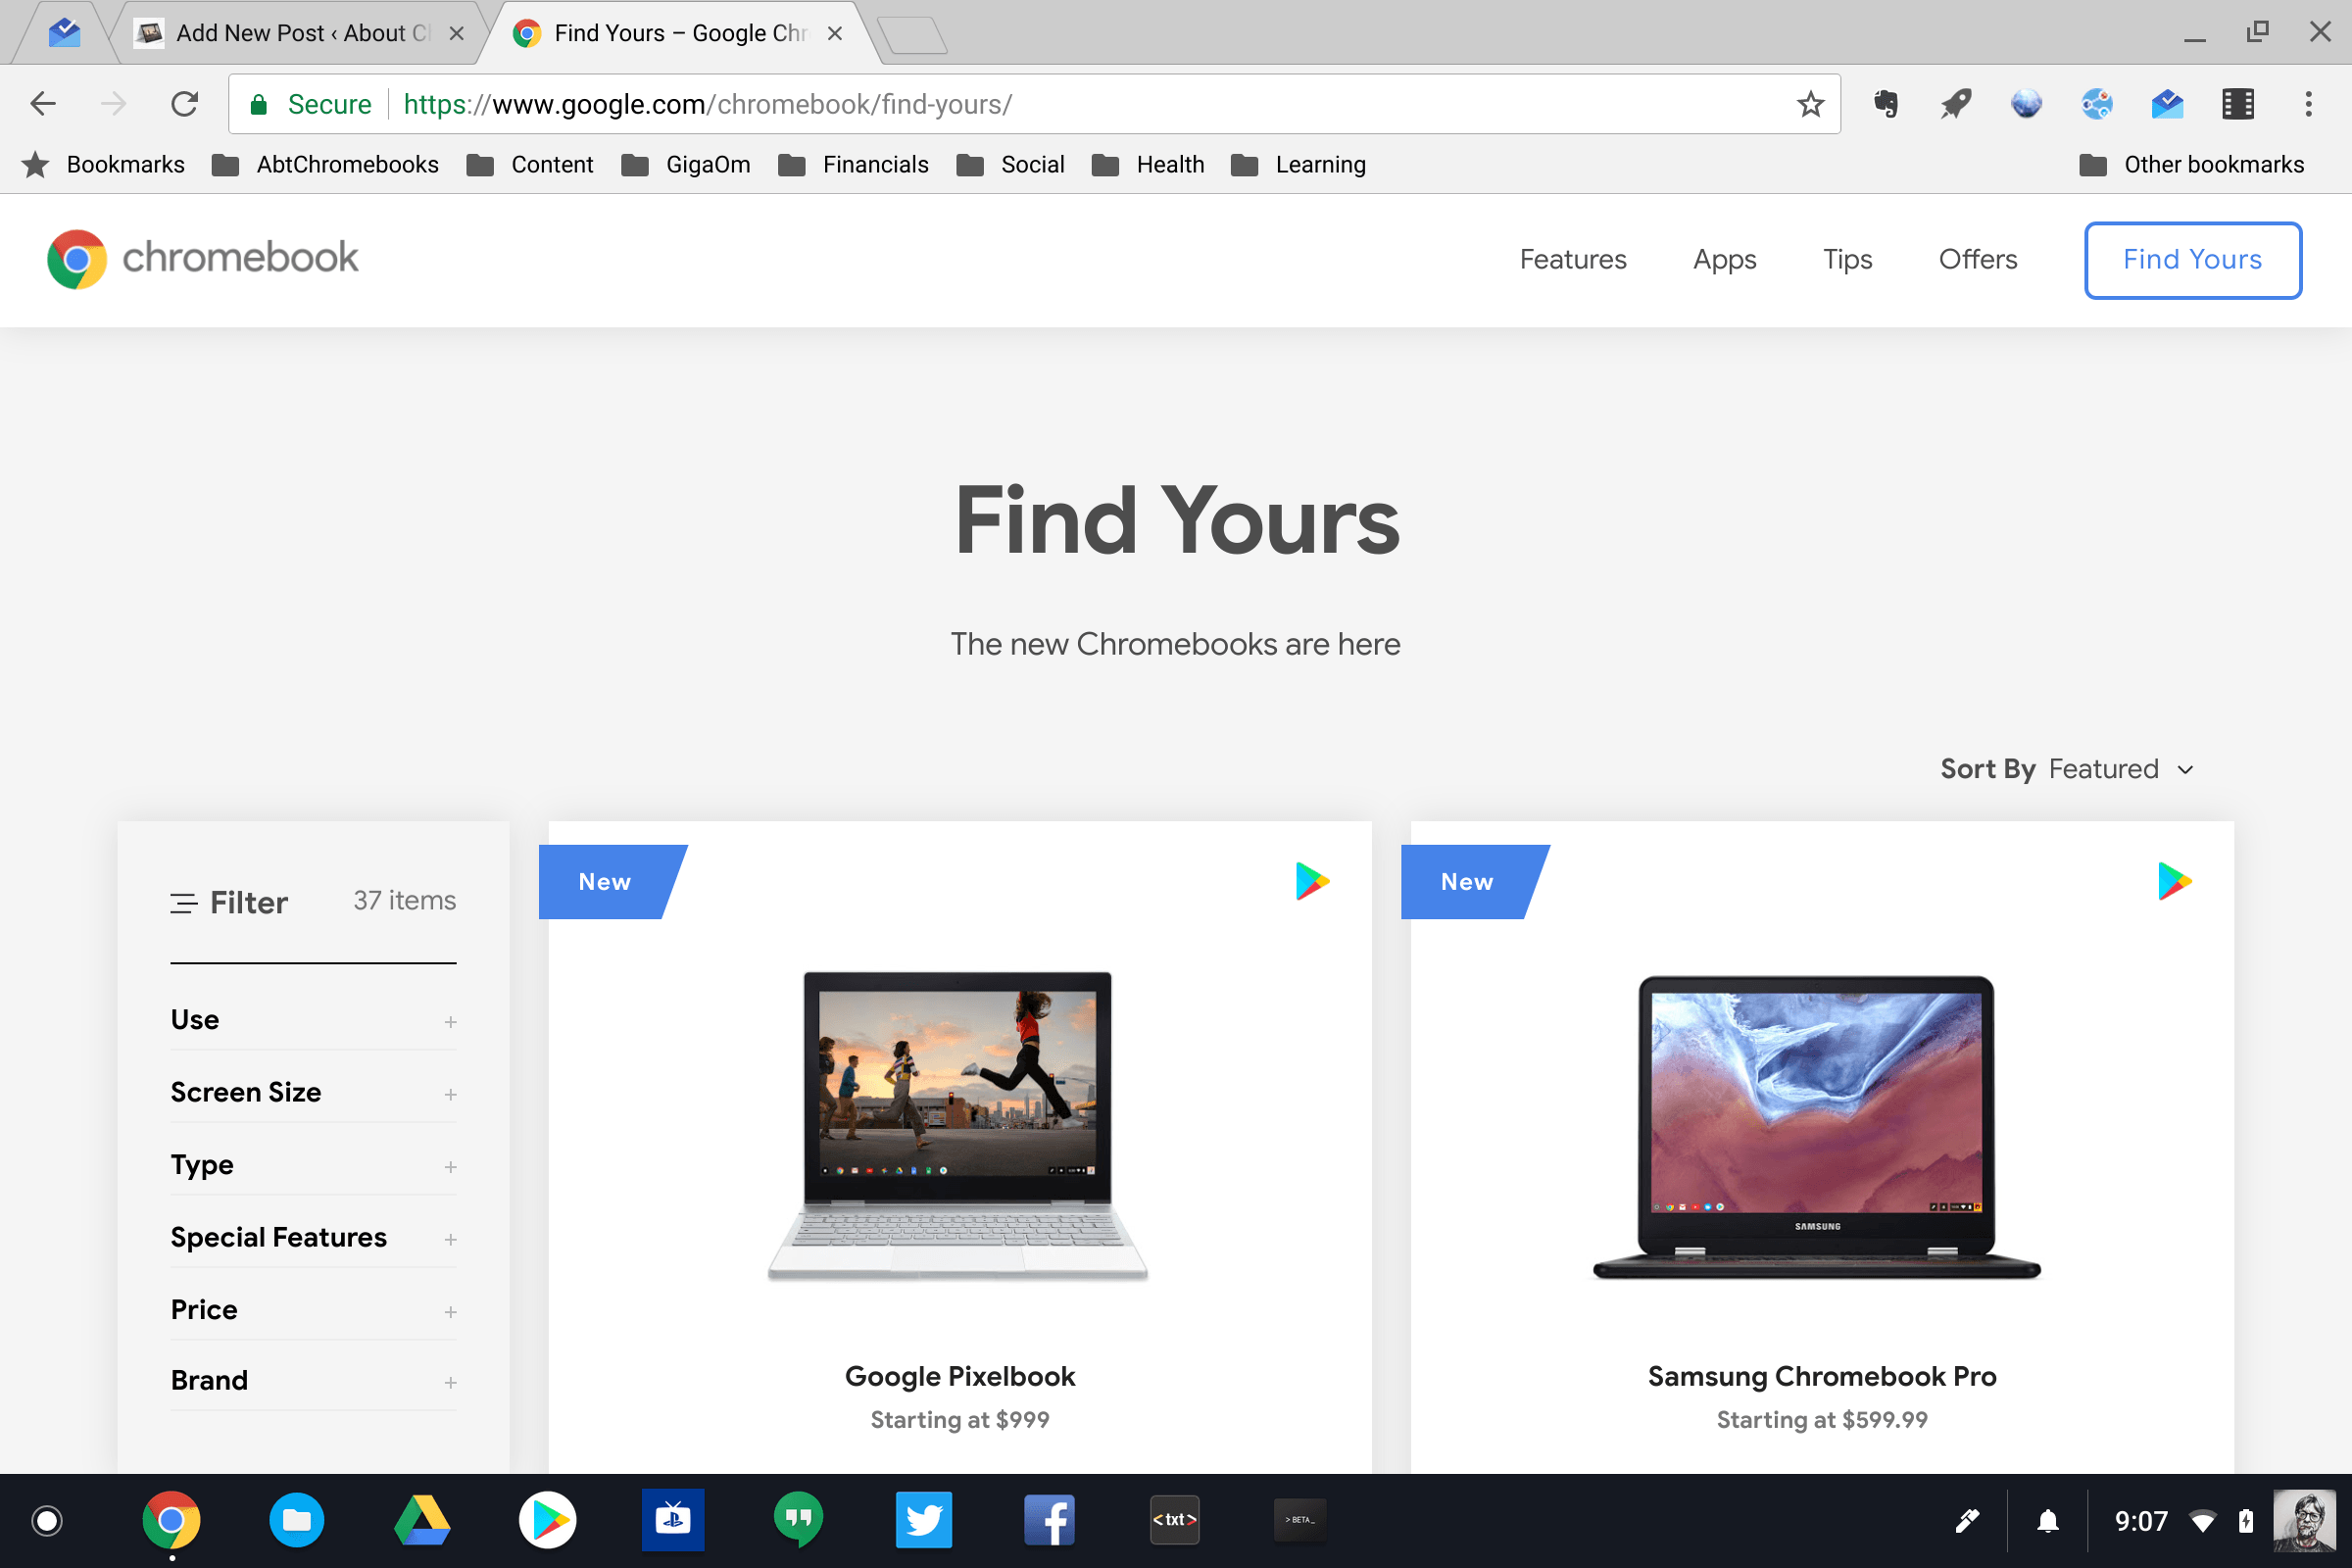 Add New Post ‹ About C
Find Yours – Google Chr
Secure
https://www.google.com/chromebook/find-yours/
Bookmarks
AbtChromebooks
Content
GigaOm
Financials
Social
Health
Learning
Other bookmarks
chromebook
Features
Apps
Tips
Offers
Find Yours
Find Yours
The new Chromebooks are here
Sort By Featured
Filter
37 items
Use
Screen Size
Type
Special Features
Price
Brand
New
Google Pixelbook
Starting at $999
New
SAMSUNG
Samsung Chromebook Pro
Starting at $599.99
<txt>
> BETA_
9:07